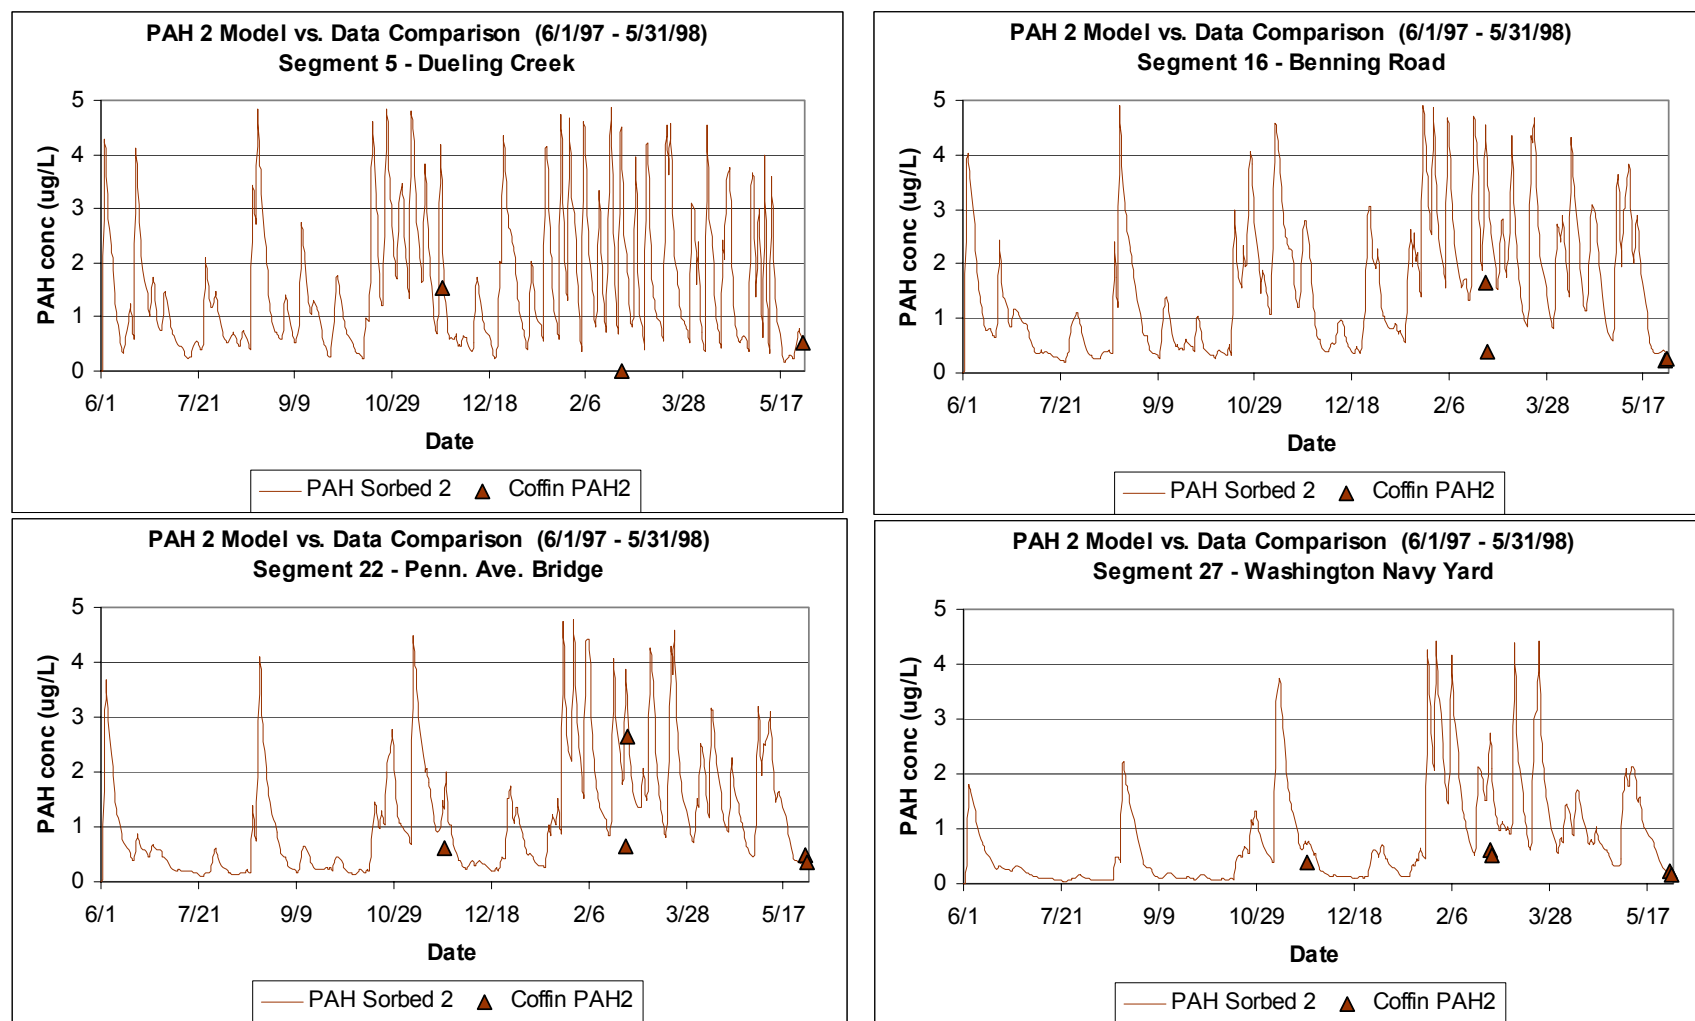 PAH 2 Model vs. Data Comparison (6/1/97 - 5/31/98)
Segment 5 - Dueling Creek
PAH conc (ug/L)
5
4
3
2
1
0
6/1 7/21 9/9 10/29 12/18 2/6 3/28 5/17
Date
PAH Sorbed 2 Coffin PAH2
PAH 2 Model vs. Data Comparison (6/1/97 - 5/31/98)
Segment 16 - Benning Road
PAH conc (ug/L)
5
4
3
2
1
0
6/1 7/21 9/9 10/29 12/18 2/6 3/28 5/17
Date
PAH Sorbed 2 Coffin PAH2
PAH 2 Model vs. Data Comparison (6/1/97 - 5/31/98)
Segment 22 - Penn. Ave. Bridge
PAH conc (ug/L)
5
4
3
2
1
0
6/1 7/21 9/9 10/29 12/18 2/6 3/28 5/17
Date
PAH Sorbed 2 Coffin PAH2
PAH 2 Model vs. Data Comparison (6/1/97 - 5/31/98)
Segment 27 - Washington Navy Yard
PAH conc (ug/L)
5
4
3
2
1
0
6/1 7/21 9/9 10/29 12/18 2/6 3/28 5/17
Date
PAH Sorbed 2 Coffin PAH2